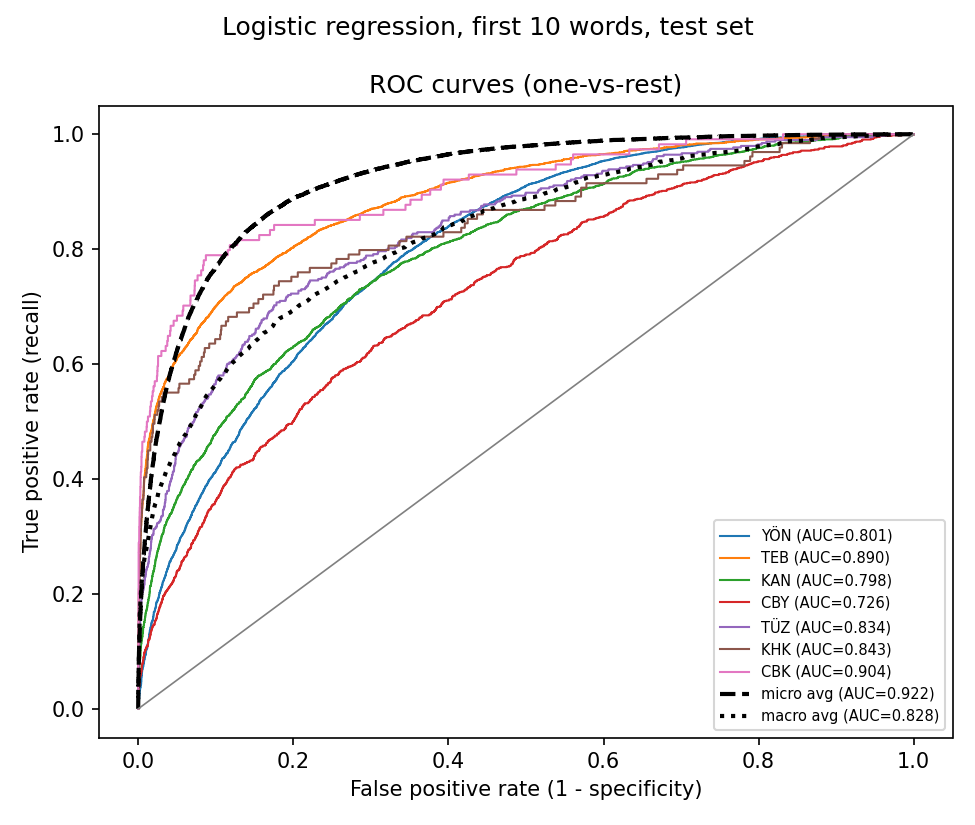 Logistic regression, first 10 words, test set
ROC curves (one-vs-rest)
1.0
0.8
0.6
0.4
0.2
0.0
True positive rate (recall)
0.0 0.2 0.4 0.6 0.8 1.0
False positive rate (1 - specificity)
YÖN (AUC=0.801)
TEB (AUC=0.890)
KAN (AUC=0.798)
CBY (AUC=0.726)
TÜZ (AUC=0.834)
KHK (AUC=0.843)
CBK (AUC=0.904)
micro avg (AUC=0.922)
macro avg (AUC=0.828)